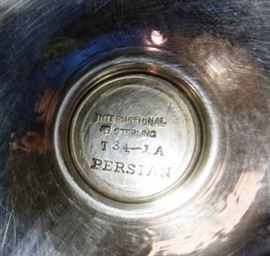 INTERNATIONAL
STERLING
T34-1A
PERSIAN